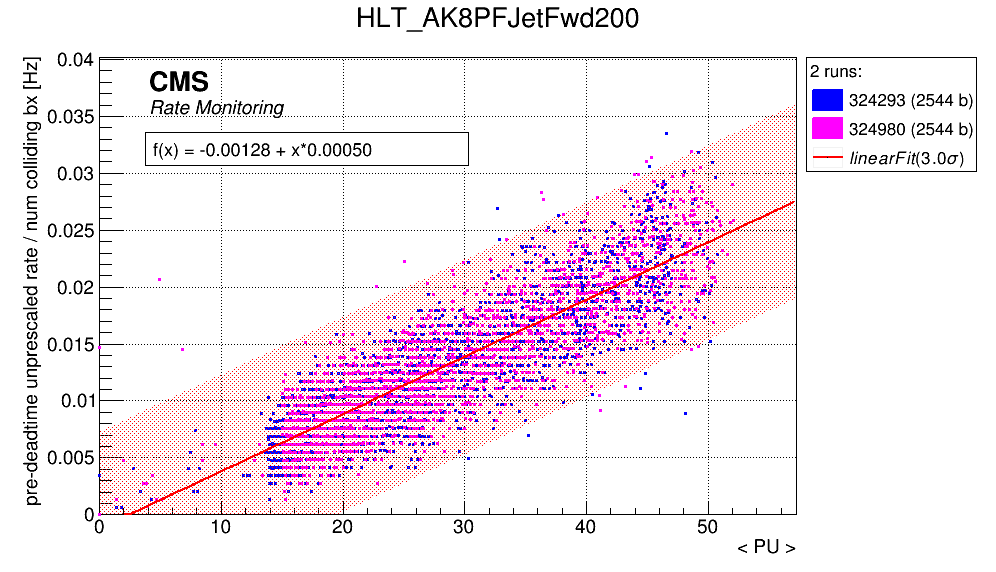 HLT_AK8PFJetFwd200
pre-deadtime unprescaled rate / num colliding bx [Hz]
0.04
0.035
0.03
0.025
0.02
0.015
0.01
0.005
0
CMS
Rate Monitoring
f(x) = -0.00128 + x*0.00050
0
10
20
30
40
50
< PU >
2 runs:
324293 (2544 b)
324980 (2544 b)
linearFit(3.0σ)